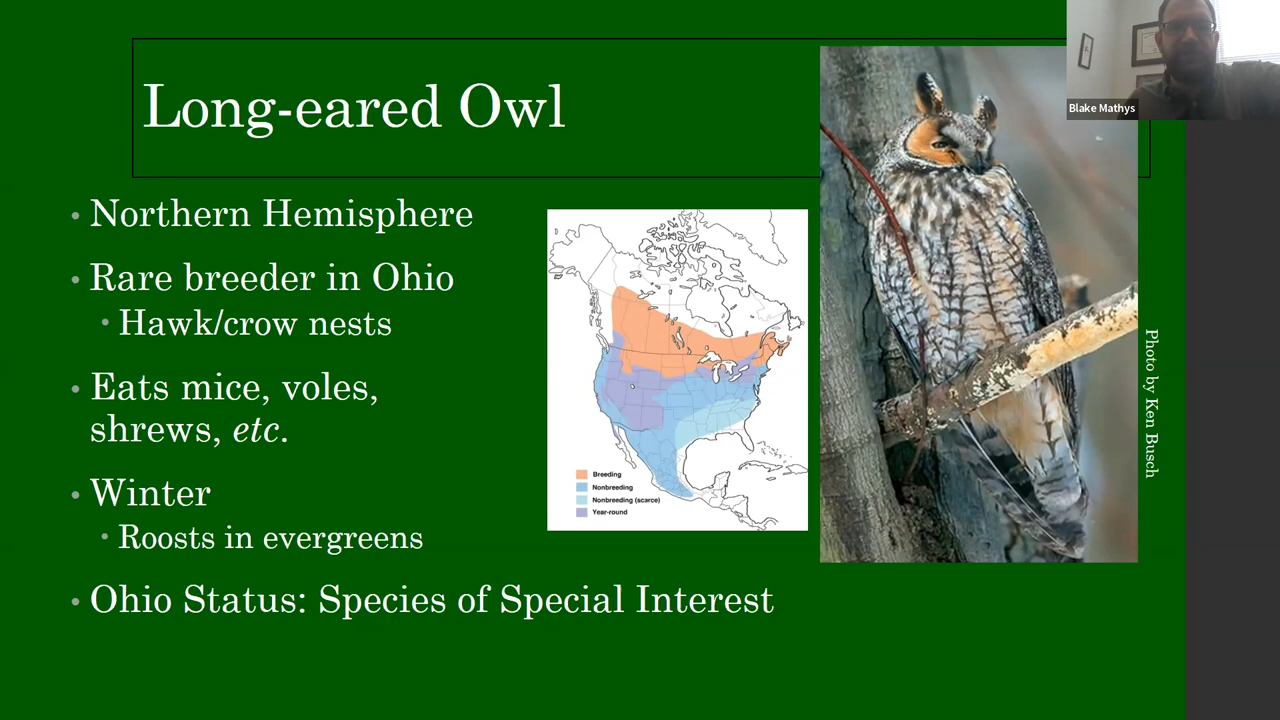 Long-eared Owl
Blake Mathys
Northern Hemisphere
Rare breeder in Ohio
Hawk/crow nests
Eats mice, voles,
shrews, etc.
Winter
Roosts in evergreens
Ohio Status: Species of Special Interest
Breeding
Nonbreeding
Nonbreeding (scarce)
Year-round
Photo by Ken Busch